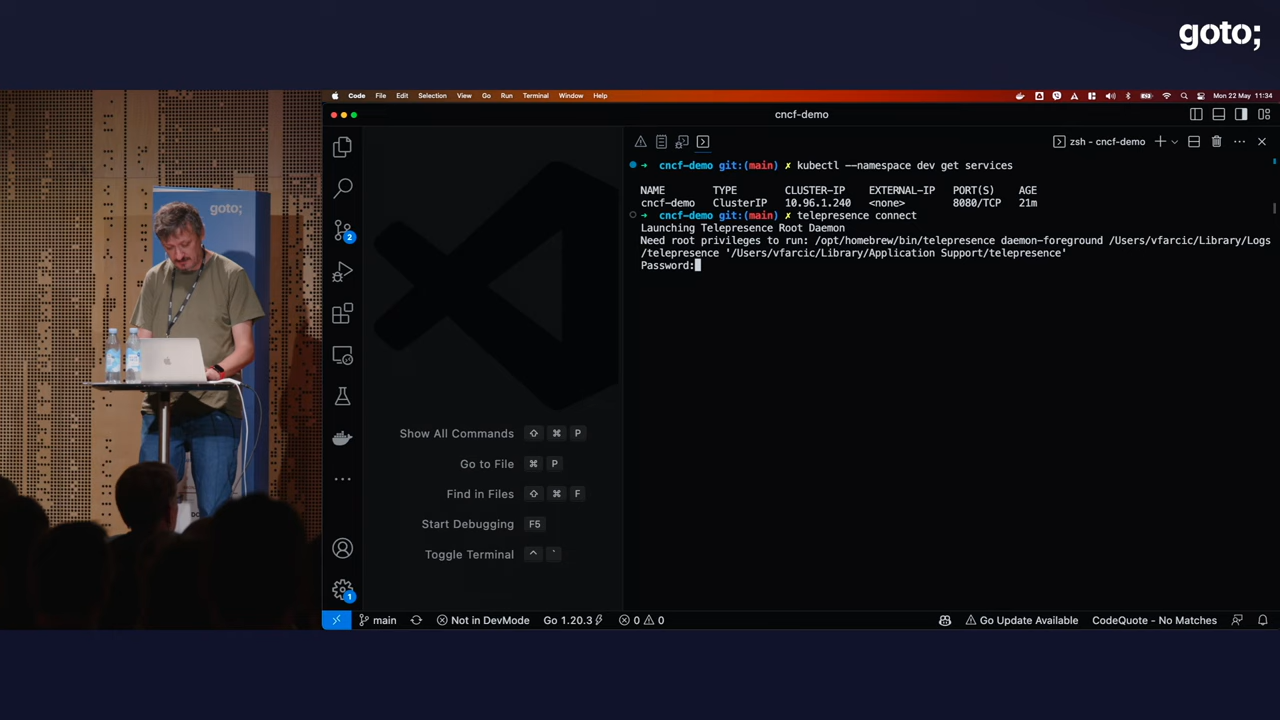 goto;
Code File Edit Selection View Go Run Terminal Window Help
Mon 22 May 11:34
cncf-demo
zsh - cncf-demo
→ cncf-demo git:(main) ✗ kubectl --namespace dev get services
NAME TYPE CLUSTER-IP EXTERNAL-IP PORT(S) AGE
cncf-demo ClusterIP 10.96.1.240 <none> 8080/TCP 21m
→ cncf-demo git:(main) ✗ telepresence connect
Launching Telepresence Root Daemon
Need root privileges to run: /opt/homebrew/bin/telepresence daemon-foreground /Users/vfarcic/Library/Logs
/telepresence '/Users/vfarcic/Library/Application Support/telepresence'
Password:
goto;
2
Show All Commands ⇧ ⌘ P
Go to File ⌘ P
Find in Files ⇧ ⌘ F
Start Debugging F5
Toggle Terminal ^ `
1
main
Not in DevMode
Go 1.20.3
0 0
Go Update Available
CodeQuote - No Matches